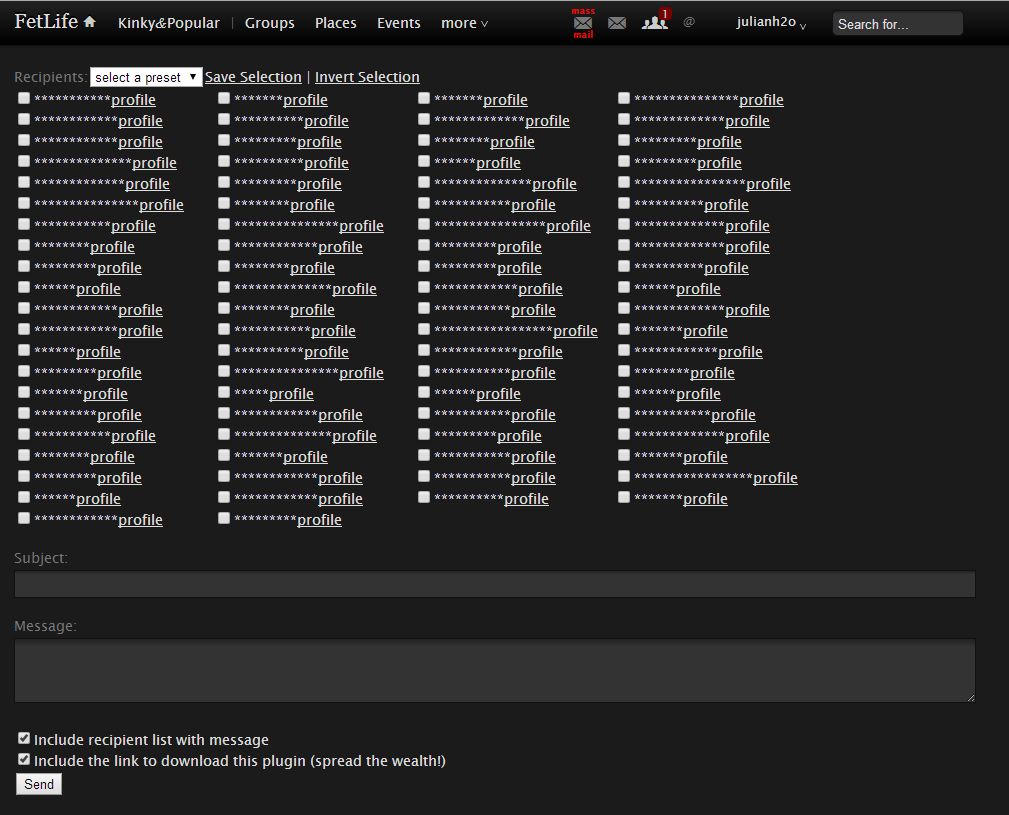 FetLife Kinky&Popular | Groups Places Events more v mass mail 1 @ julianh2o v Search for...
Recipients: select a preset Save Selection | Invert Selection
***********profile *******profile *******profile ***************profile
************profile **********profile *************profile *************profile
************profile *********profile ********profile *********profile
**************profile **********profile ******profile *********profile
*************profile *********profile **************profile ****************profile
***************profile ********profile ***********profile **********profile
***********profile ***************profile ****************profile *************profile
********profile ************profile *********profile *************profile
*********profile ********profile *********profile **********profile
******profile **************profile ************profile ******profile
************profile ********profile ***********profile *************profile
************profile ***********profile *****************profile *******profile
******profile **********profile ************profile ************profile
*********profile ***************profile ***********profile ********profile
*******profile *****profile ******profile ******profile
*********profile ************profile ***********profile ***********profile
***********profile **************profile *********profile *************profile
********profile *******profile ***********profile *******profile
*********profile ************profile ***********profile *****************profile
******profile ************profile **********profile *******profile
************profile *********profile
Subject:
Message:
Include recipient list with message
Include the link to download this plugin (spread the wealth!)
Send